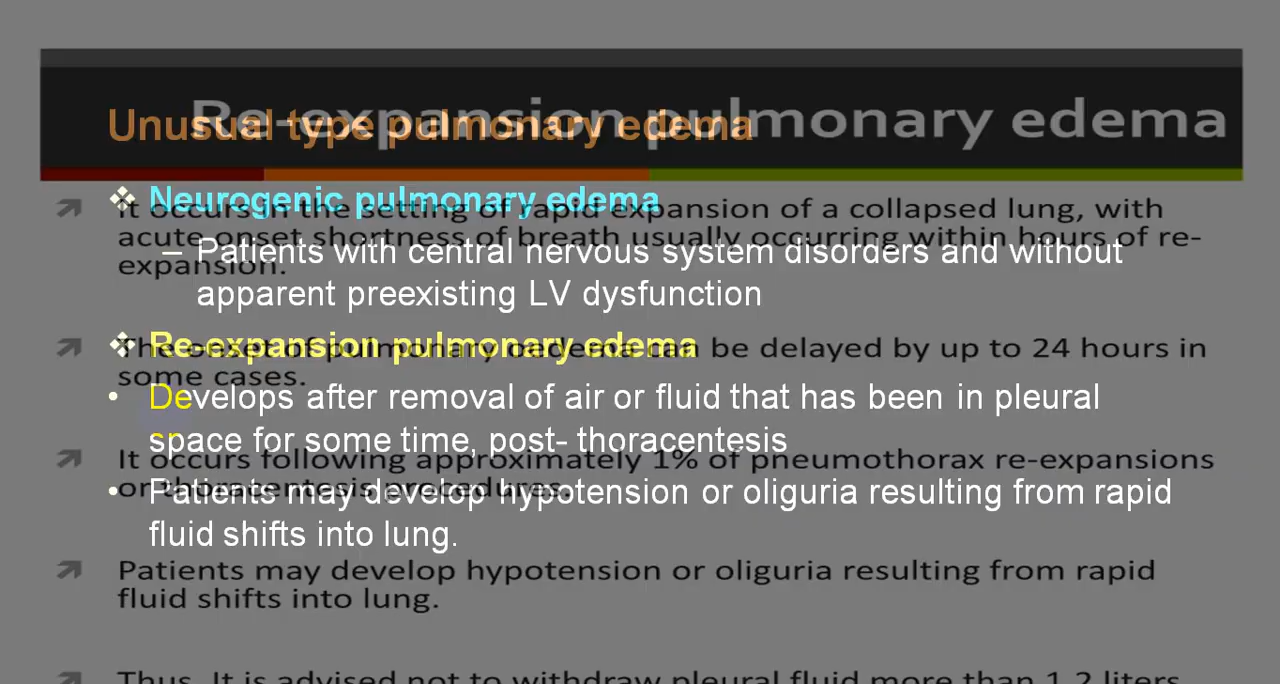 Unusual type pulmonary edema
❖ Neurogenic pulmonary edema
– Patients with central nervous system disorders and without
apparent preexisting LV dysfunction
❖ Re-expansion pulmonary edema
• Develops after removal of air or fluid that has been in pleural
space for some time, post- thoracentesis
• Patients may develop hypotension or oliguria resulting from rapid
fluid shifts into lung.
Re-expansion pulmonary edema
It occurs in the setting of rapid expansion of a collapsed lung, with
acute onset shortness of breath usually occurring within hours of re-
expansion.
The onset of pulmonary oedema can be delayed by up to 24 hours in
some cases.
It occurs following approximately 1% of pneumothorax re-expansions
or thoracentesis procedures.
Patients may develop hypotension or oliguria resulting from rapid
fluid shifts into lung.
Thus, It is advised not to withdraw pleural fluid more than 1.2 liters